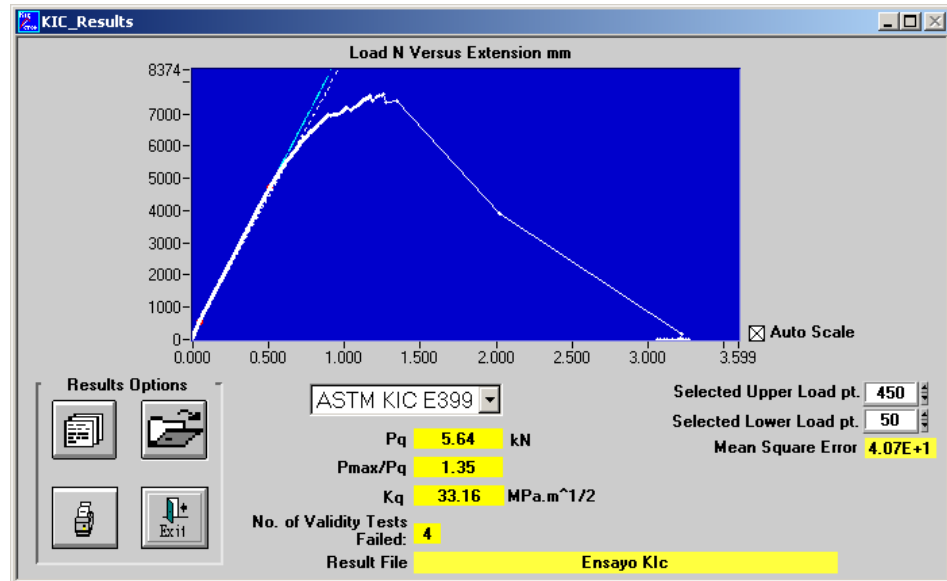 KIC_Results
Load N Versus Extension mm
8374
7000
6000
5000
4000
3000
2000
1000
0
0.000 0.500 1.000 1.500 2.000 2.500 3.000 3.599
Auto Scale
Results Options
Exit
ASTM KIC E399
Pq 5.64 kN
Pmax/Pq 1.35
Kq 33.16 MPa.m^1/2
No. of Validity Tests
Failed: 4
Result File Ensayo KIc
Selected Upper Load pt. 450
Selected Lower Load pt. 50
Mean Square Error 4.07E+1